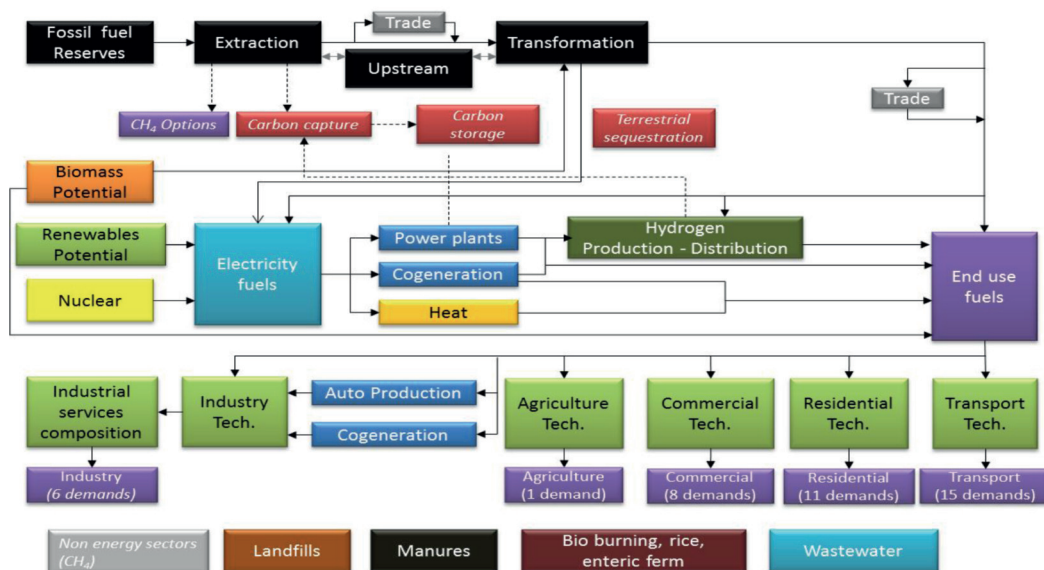 Trade
Fossil fuel
Reserves
Extraction
Transformation
Upstream
Trade
CH4 Options
Carbon capture
Carbon
storage
Terrestrial
sequestration
Biomass
Potential
Renewables
Potential
Nuclear
Electricity
fuels
Power plants
Cogeneration
Heat
Hydrogen
Production - Distribution
End use
fuels
Industrial
services
composition
Industry
Tech.
Auto Production
Cogeneration
Agriculture
Tech.
Commercial
Tech.
Residential
Tech.
Transport
Tech.
Industry
(6 demands)
Agriculture
(1 demand)
Commercial
(8 demands)
Residential
(11 demands)
Transport
(15 demands)
Non energy sectors
(CH4)
Landfills
Manures
Bio burning, rice,
enteric ferm
Wastewater